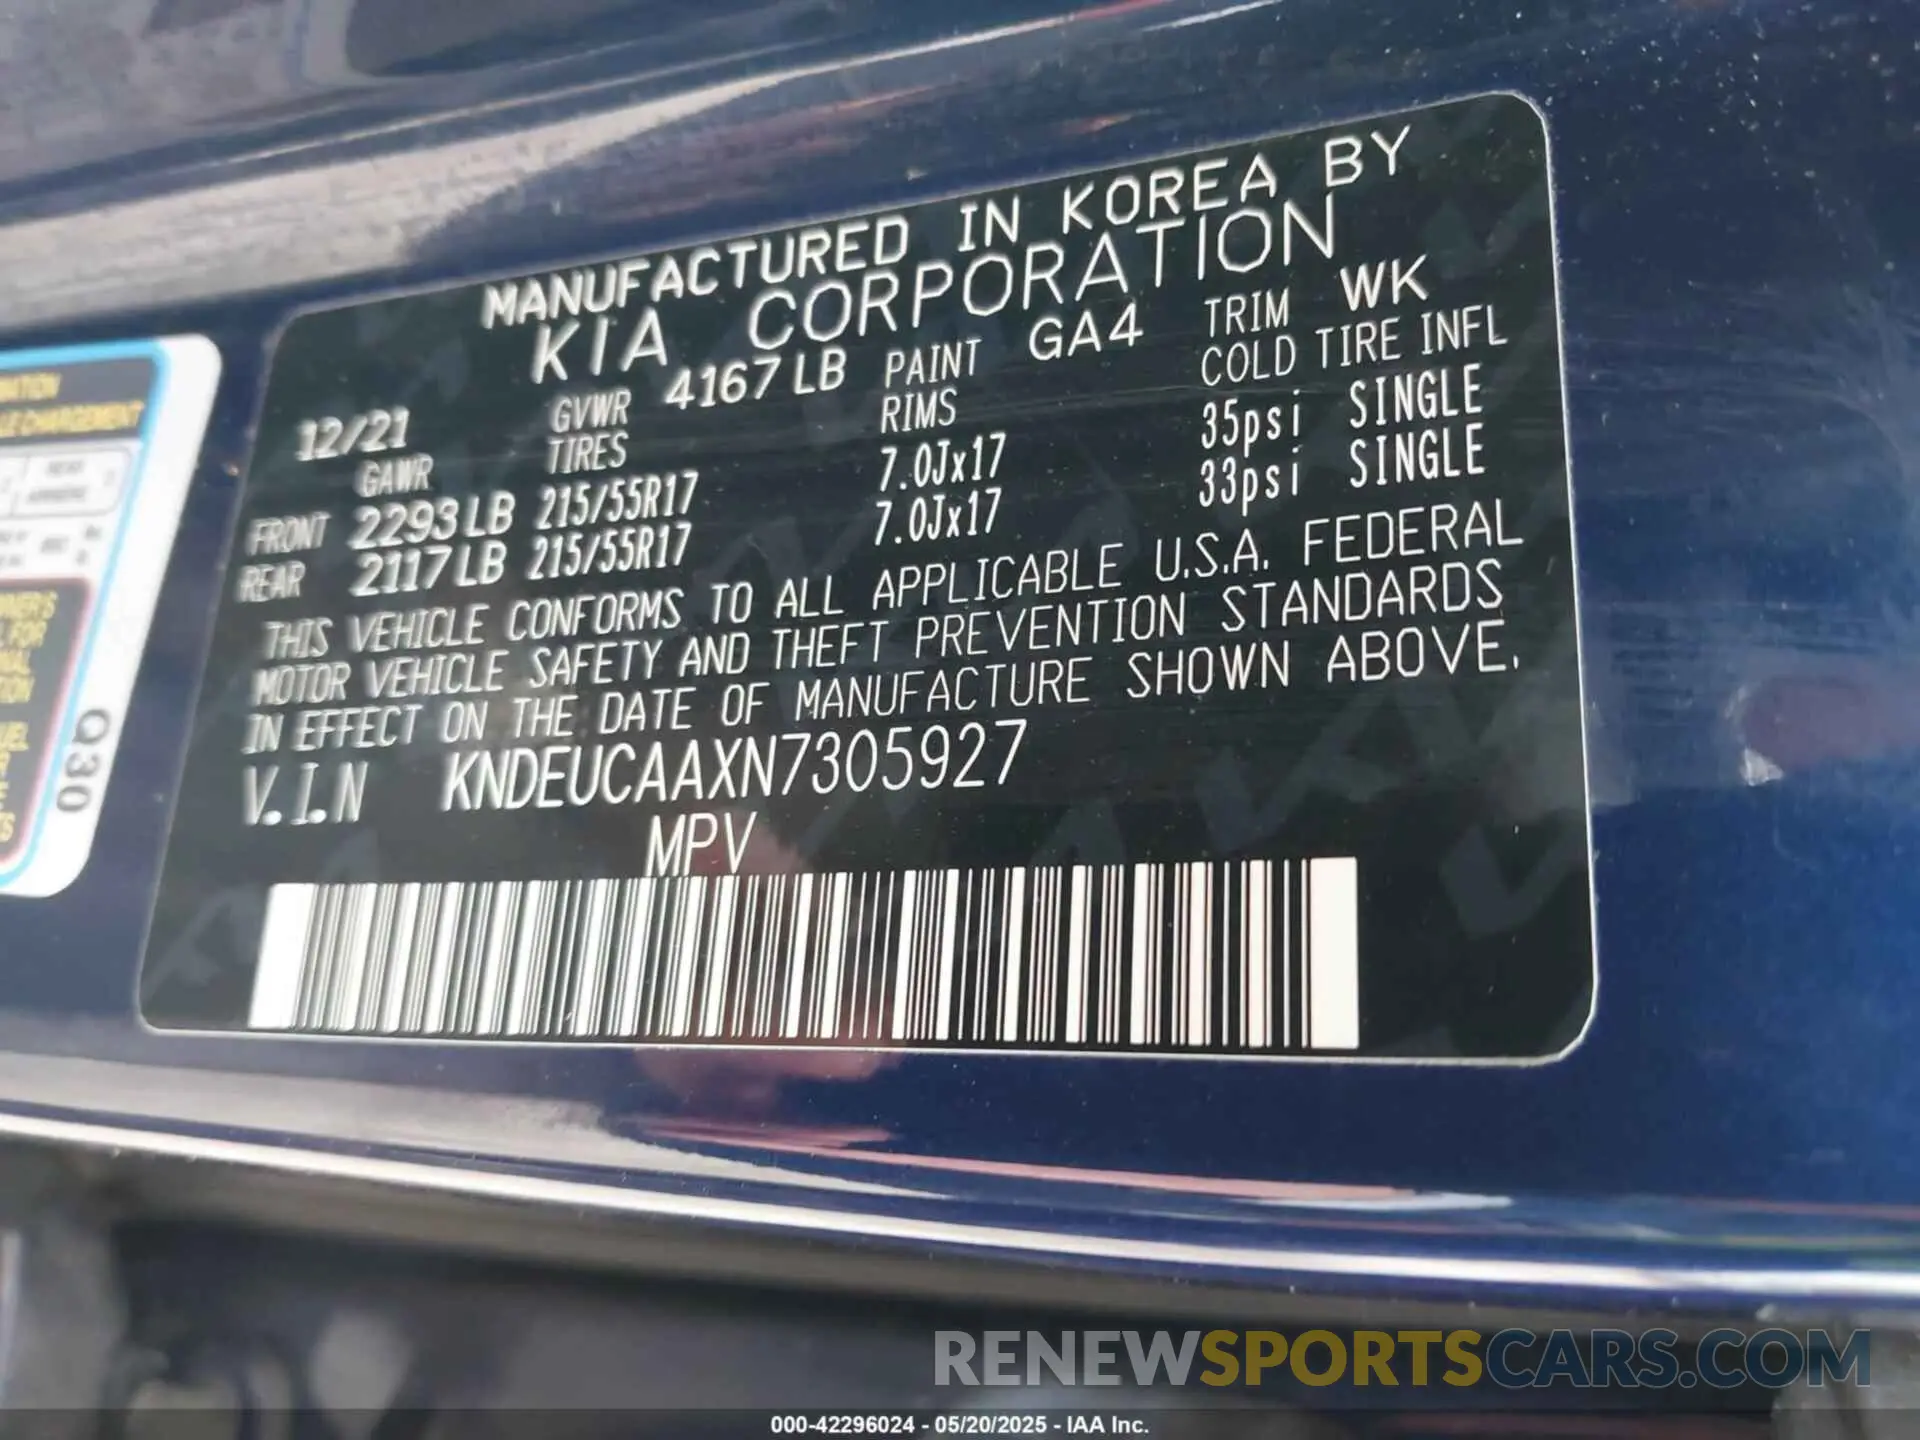 MANUFACTURED IN KOREA BY
KIA CORPORATION
12/21 GVWR 4167 LB PAINT GA4 TRIM WK
GAWR TIRES RIMS COLD TIRE INFL
FRONT 2293 LB 215/55R17 7.0Jx17 35psi SINGLE
REAR 2117 LB 215/55R17 7.0Jx17 33psi SINGLE
THIS VEHICLE CONFORMS TO ALL APPLICABLE U.S.A. FEDERAL
MOTOR VEHICLE SAFETY AND THEFT PREVENTION STANDARDS
IN EFFECT ON THE DATE OF MANUFACTURE SHOWN ABOVE.
V.I.N KNDEUCAAXN7305927
MPV
Q30
RENEWSPORTSCARS.COM
000-42296024 - 05/20/2025 - IAA Inc.